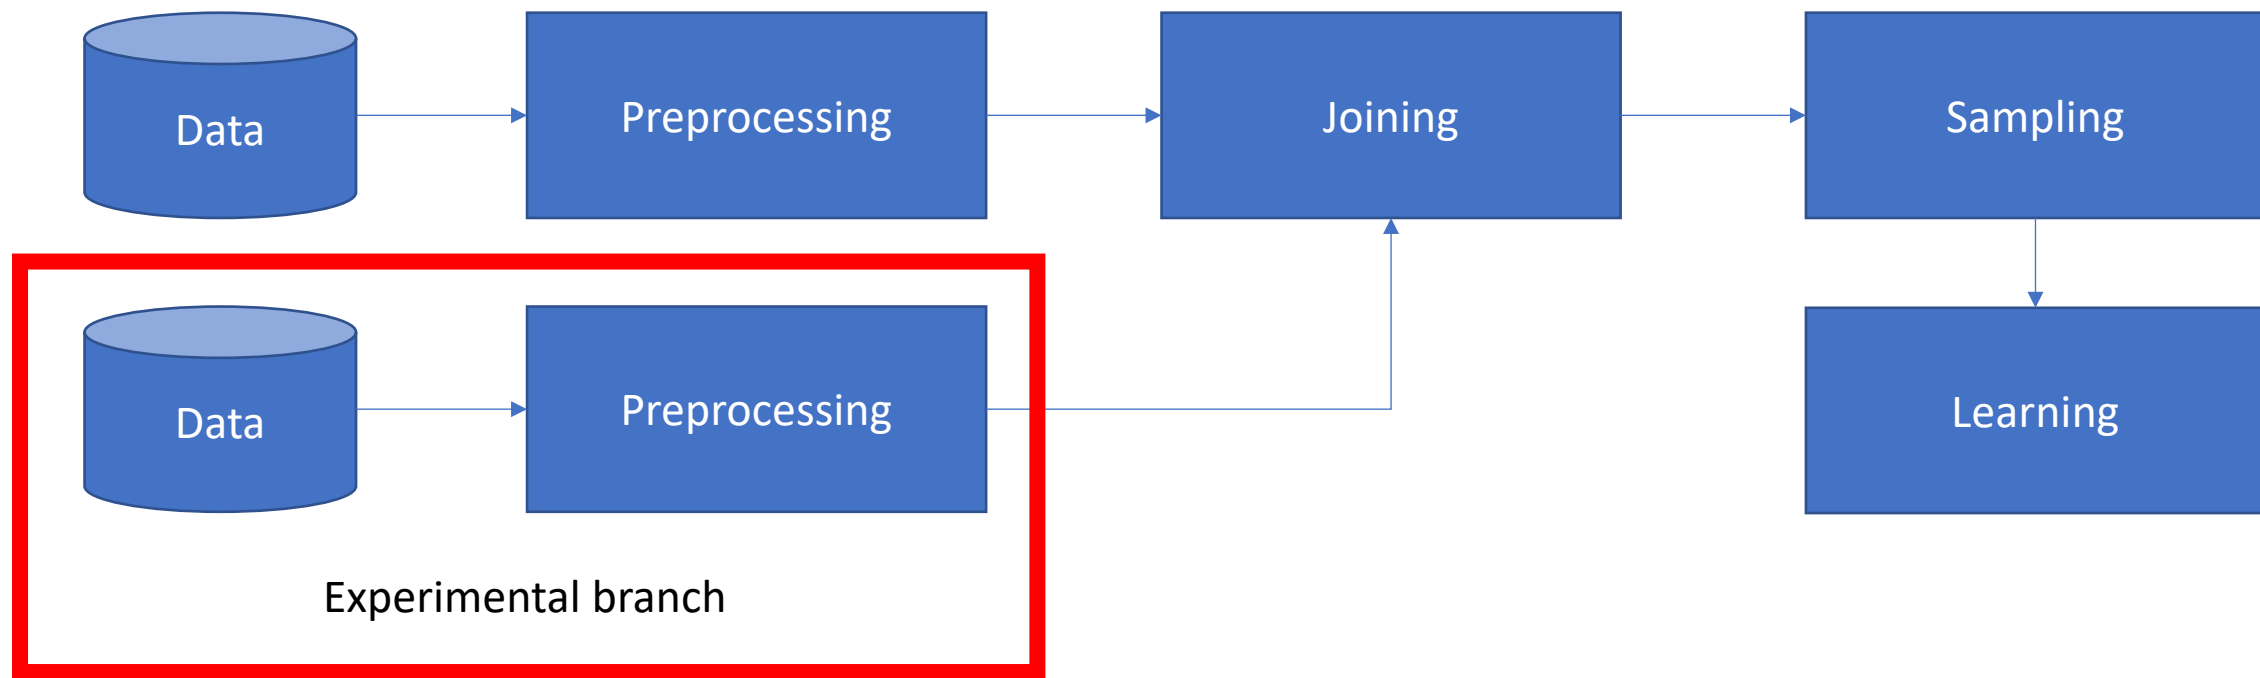 Data
Preprocessing
Joining
Sampling
Data
Preprocessing
Learning
Experimental branch